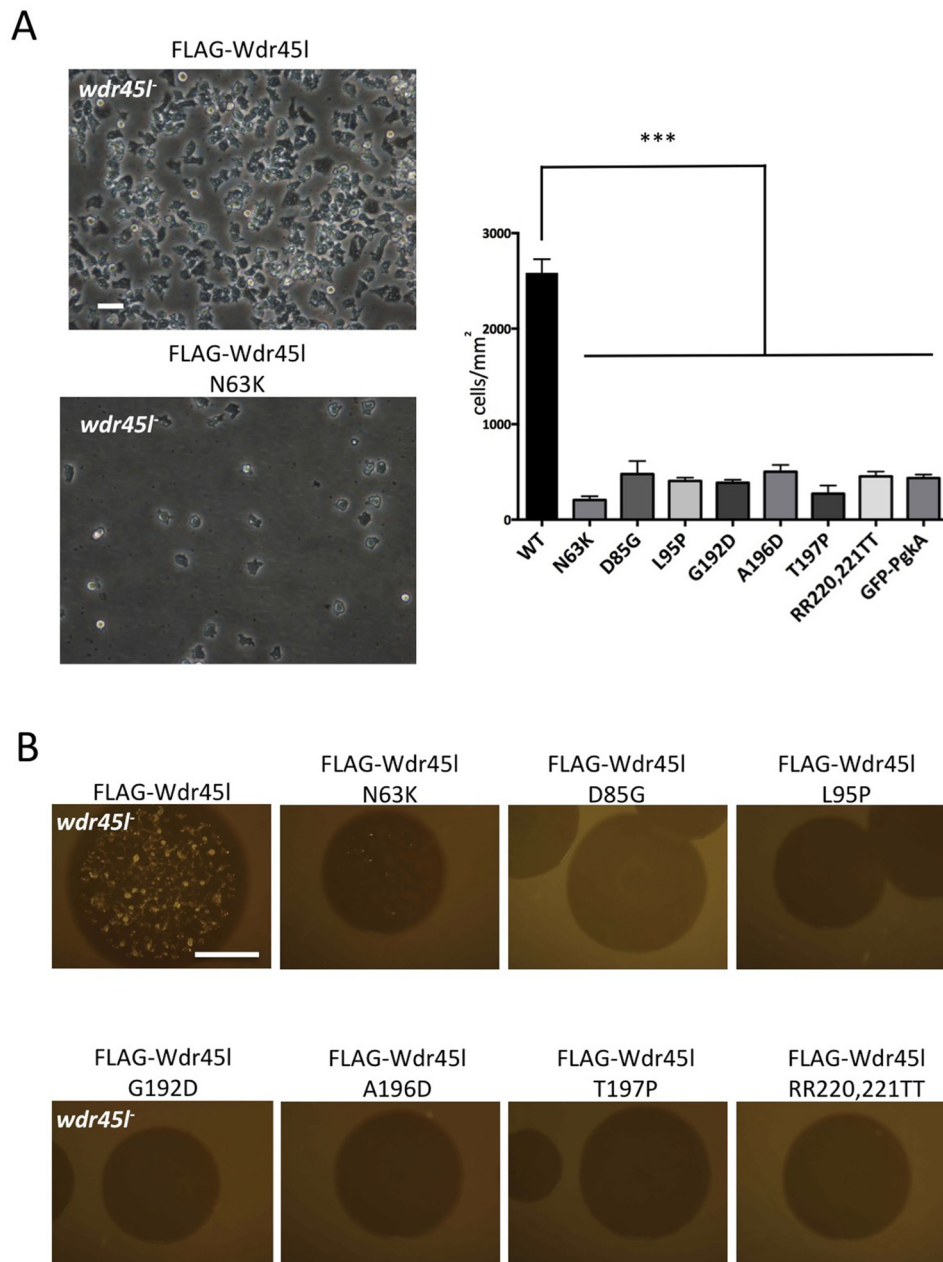 A
FLAG-Wdr45l
wdr45l-
FLAG-Wdr45l
N63K
wdr45l-
***
3000
2000
1000
0
cells/mm²
WT
N63K
D85G
L95P
G192D
A196D
T197P
RR220,221TT
GFP-PgkA
B
FLAG-Wdr45l
wdr45l-
FLAG-Wdr45l
N63K
FLAG-Wdr45l
D85G
FLAG-Wdr45l
L95P
FLAG-Wdr45l
G192D
wdr45l-
FLAG-Wdr45l
A196D
FLAG-Wdr45l
T197P
FLAG-Wdr45l
RR220,221TT